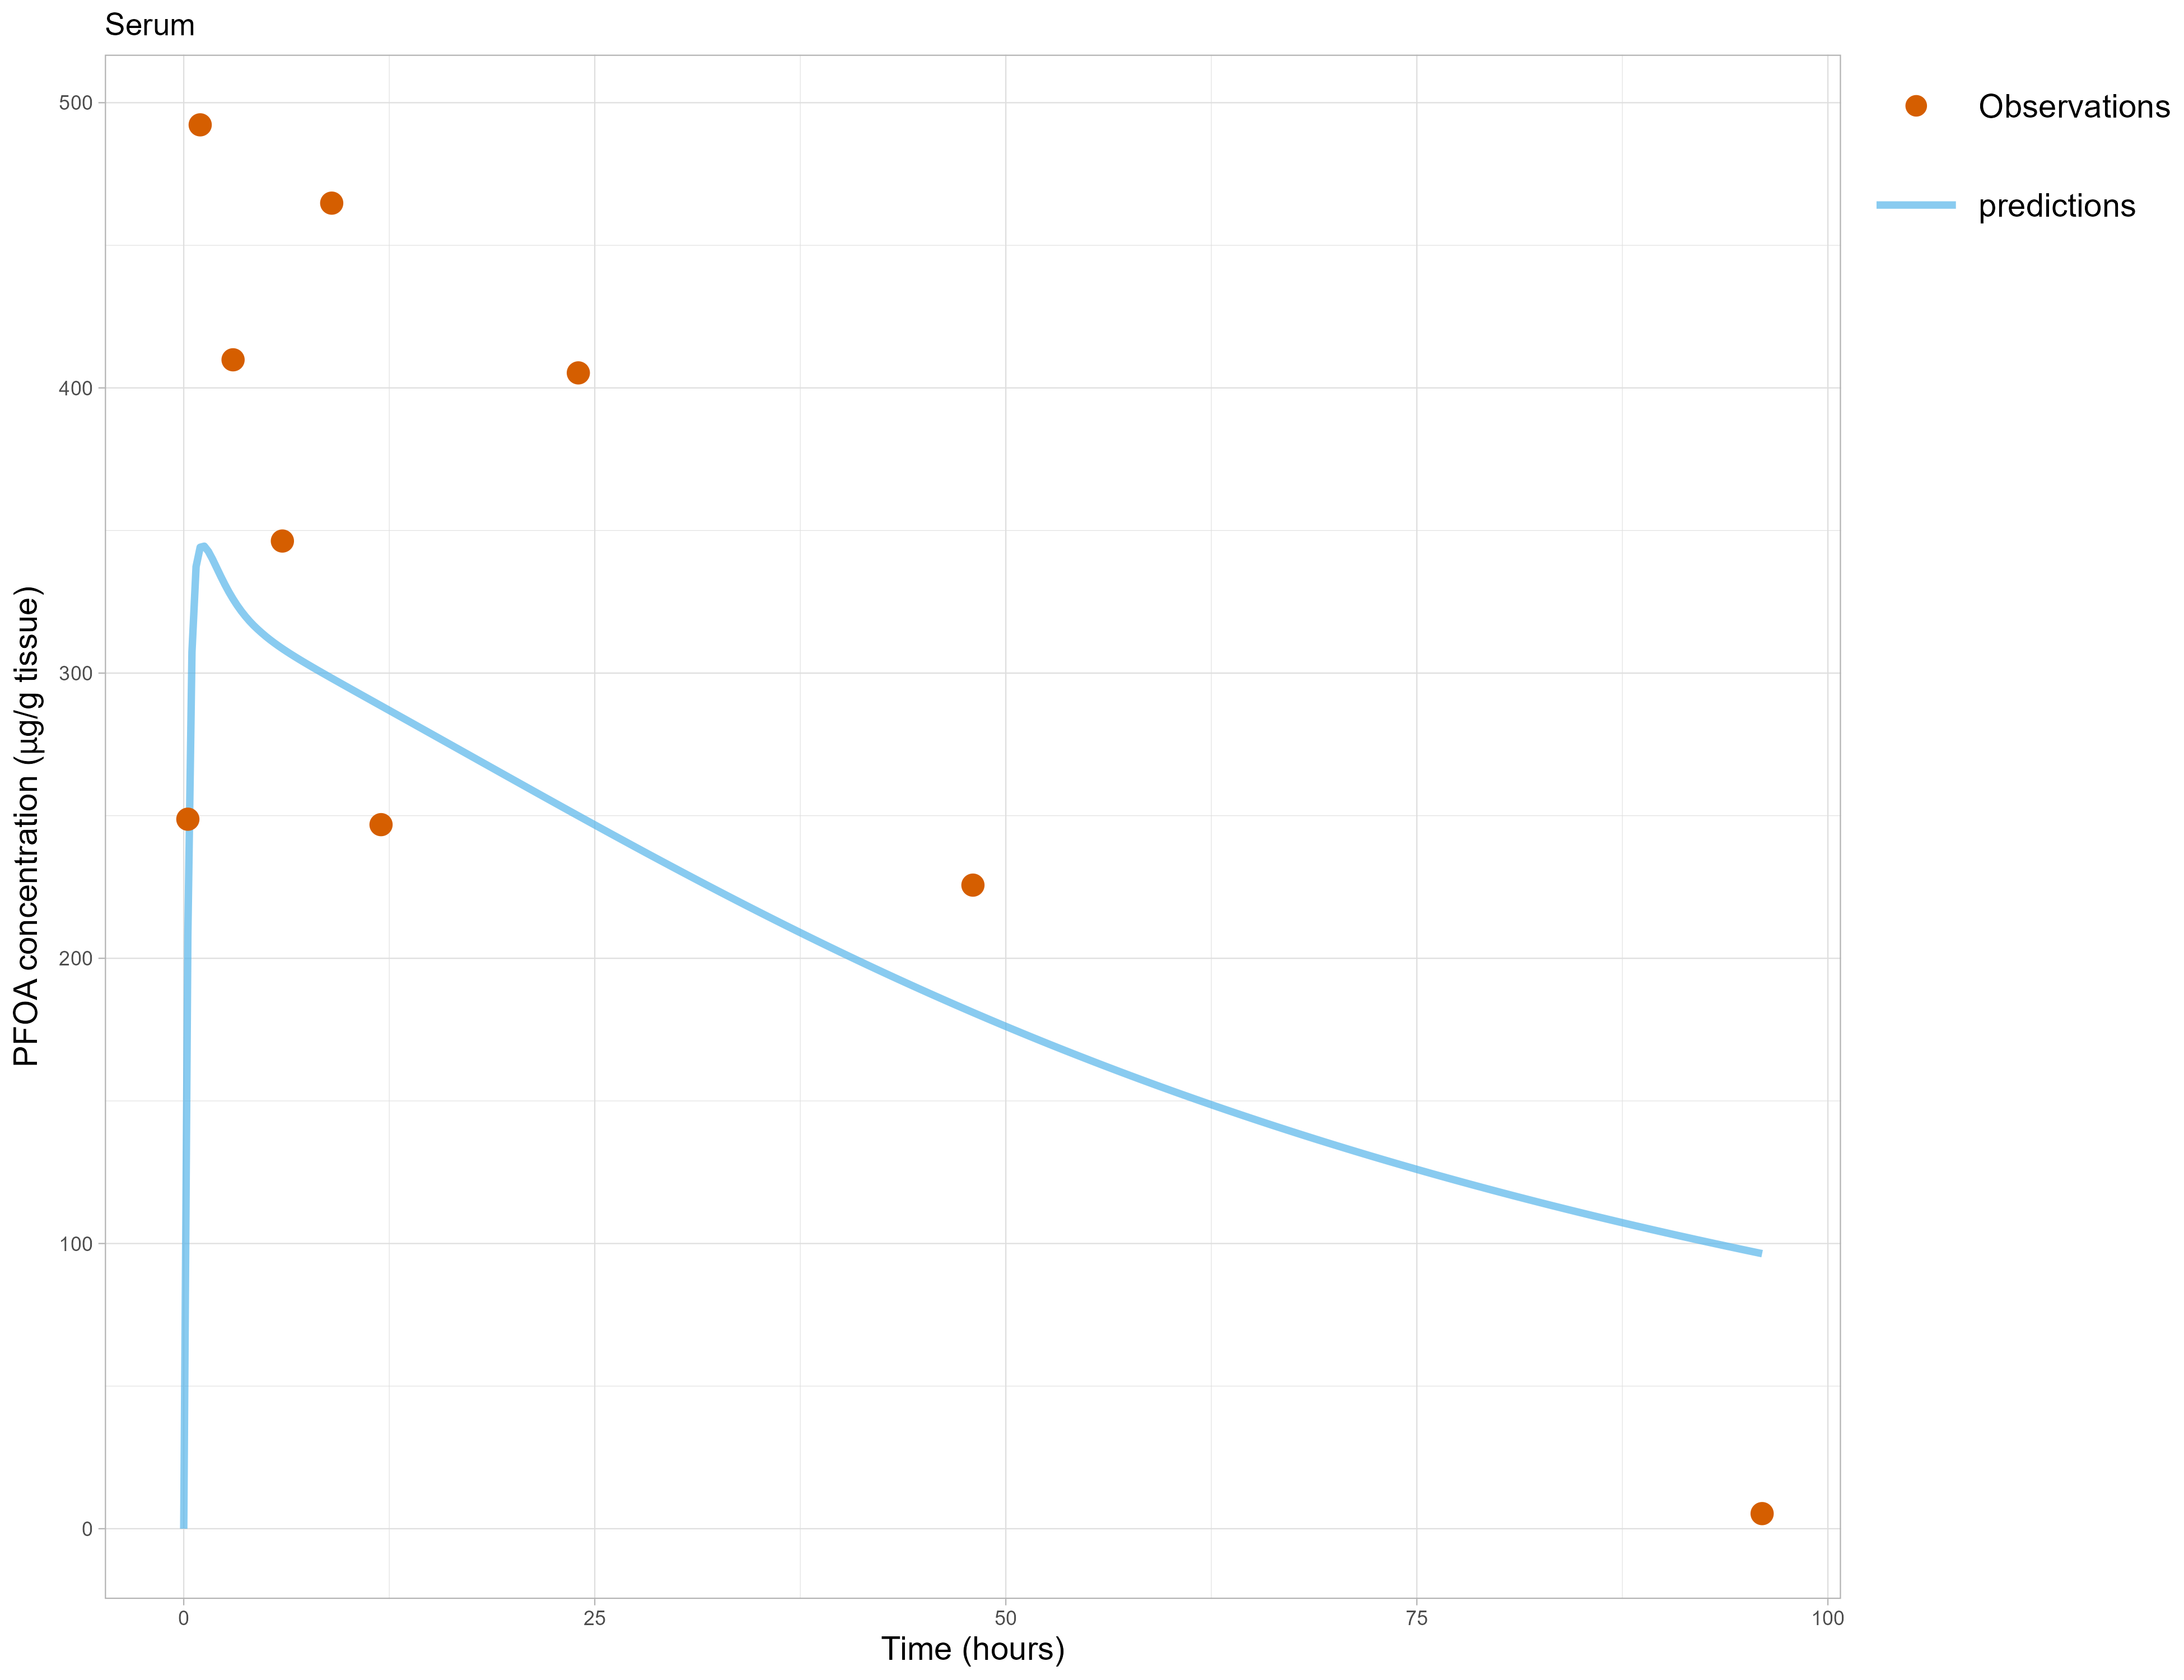 Serum
PFOA concentration (µg/g tissue)
500
400
300
200
100
0
0 25 50 75 100
Time (hours)
Observations
predictions